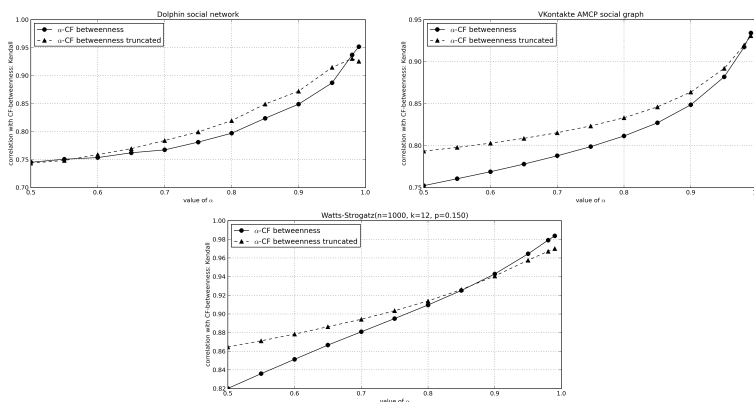 Dolphin social network
1.00
0.95
0.90
0.85
0.80
0.75
0.70
0.5 0.6 0.7 0.8 0.9 1.0
value of α
correlation with CF-betweenness: Kendall
α-CF betweenness
α-CF betweenness truncated
VKontakte AMCP social graph
0.95
0.90
0.85
0.80
0.75
0.5 0.6 0.7 0.8 0.9
value of α
correlation with CF-betweenness: Kendall
α-CF betweenness
α-CF betweenness truncated
Watts-Strogatz(n=1000, k=12, p=0.150)
1.00
0.98
0.96
0.94
0.92
0.90
0.88
0.86
0.84
0.82
0.5 0.6 0.7 0.8 0.9 1.0
value of α
correlation with CF-betweenness: Kendall
α-CF betweenness
α-CF betweenness truncated